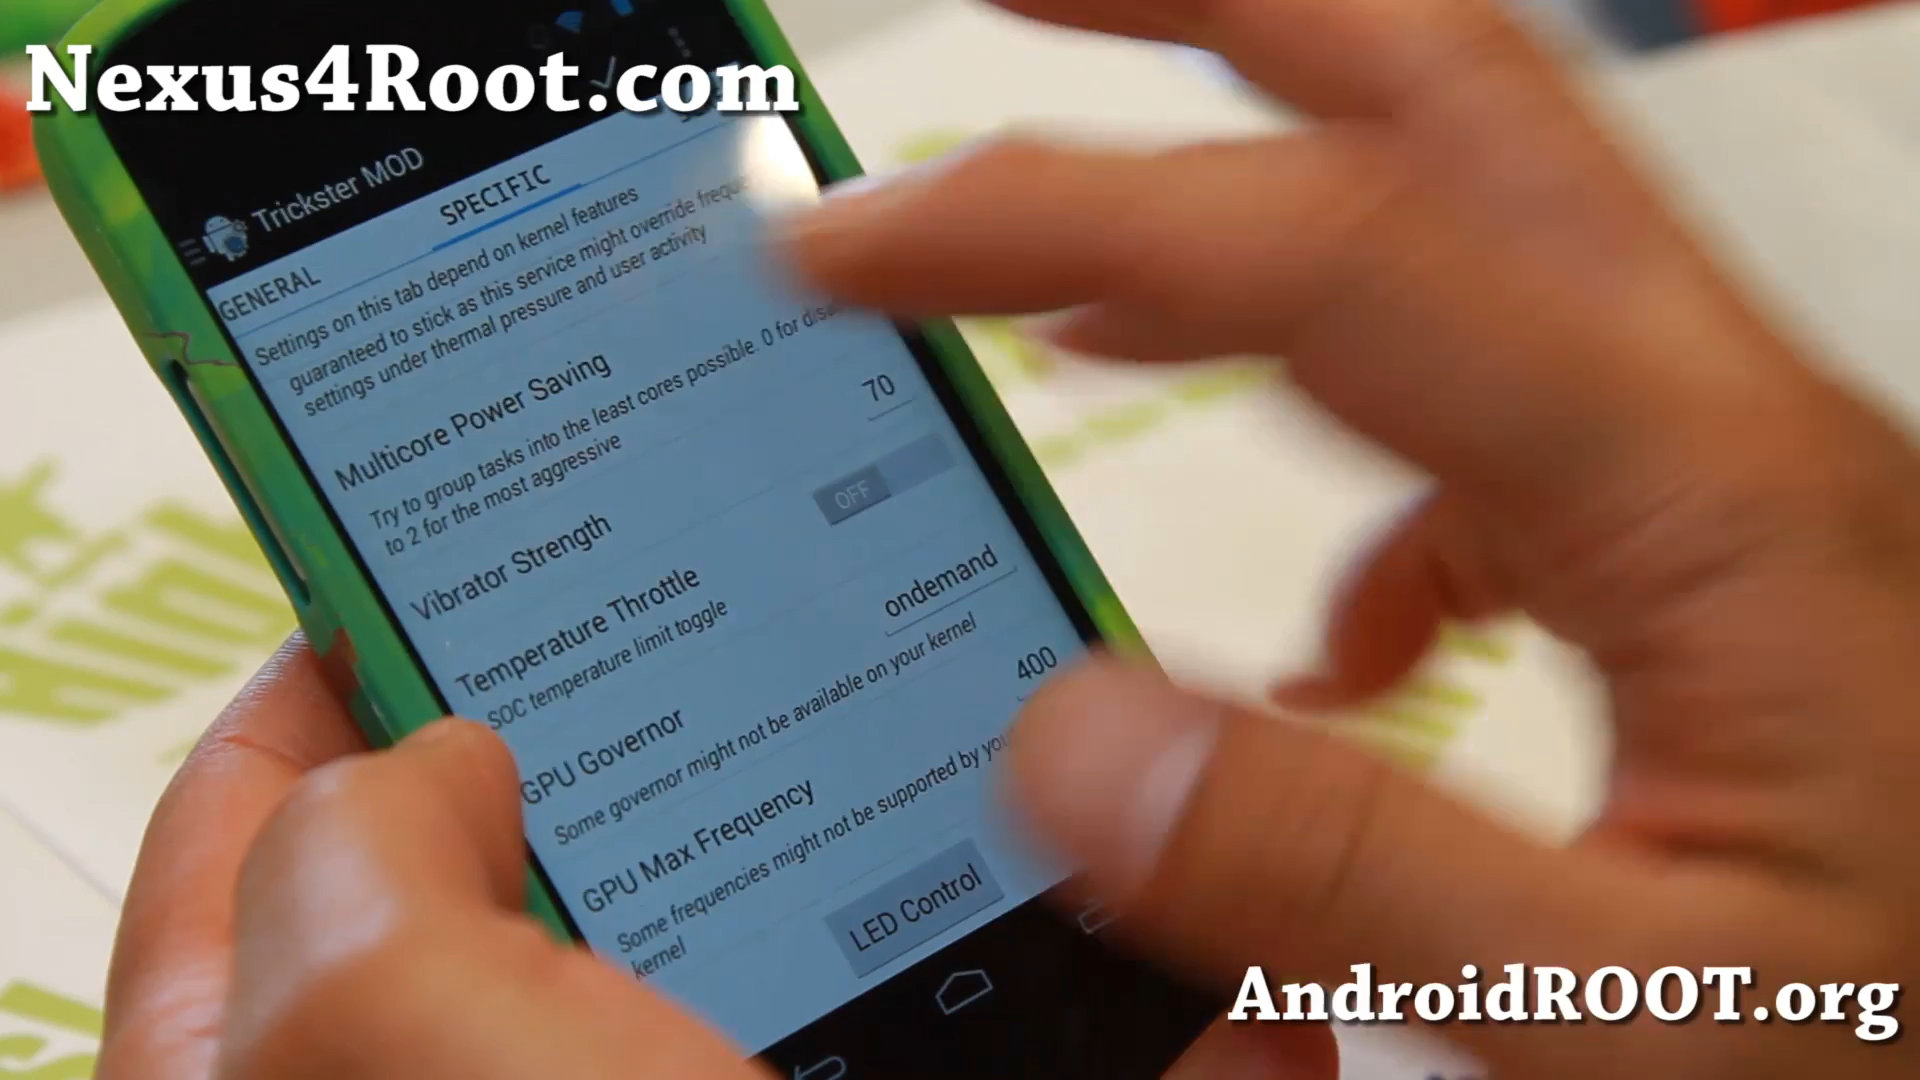 Nexus4Root.com
Trickster MOD
GENERAL SPECIFIC
Settings on this tab depend on kernel features
guaranteed to stick as this service might override
settings under thermal pressure and user activity
Multicore Power Saving
Try to group tasks into the least cores possible. 0 for
to 2 for the most aggressive
Vibrator Strength 70
Temperature Throttle OFF
SOC temperature limit toggle
GPU Governor ondemand
Some governor might not be available on your kernel
GPU Max Frequency 400
Some frequencies might not be supported by
kernel
LED Control
AndroidROOT.org